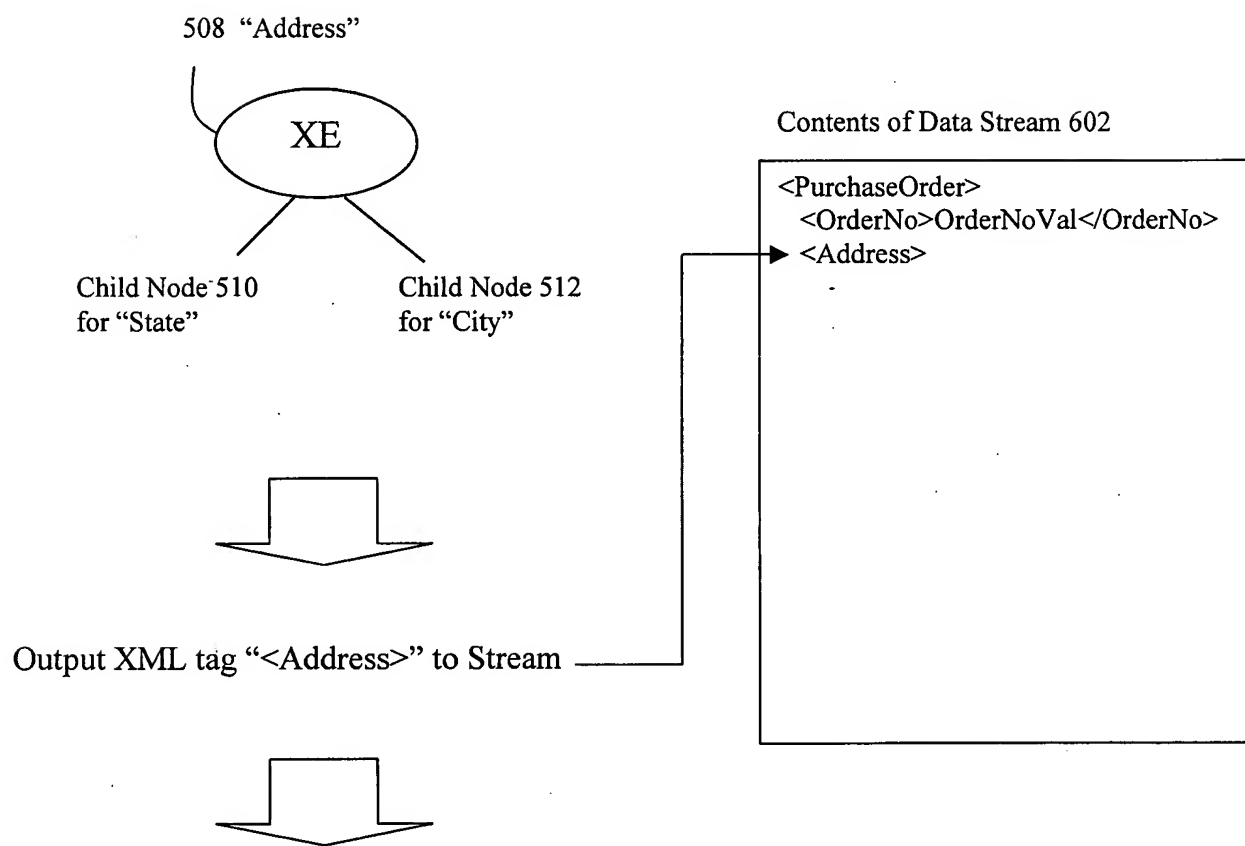 508 “Address”
XE
Child Node 510
for “State”
Child Node 512
for “City”
Contents of Data Stream 602
<PurchaseOrder>
<OrderNo>OrderNoVal</OrderNo>
<Address>
Output XML tag “<Address>” to Stream